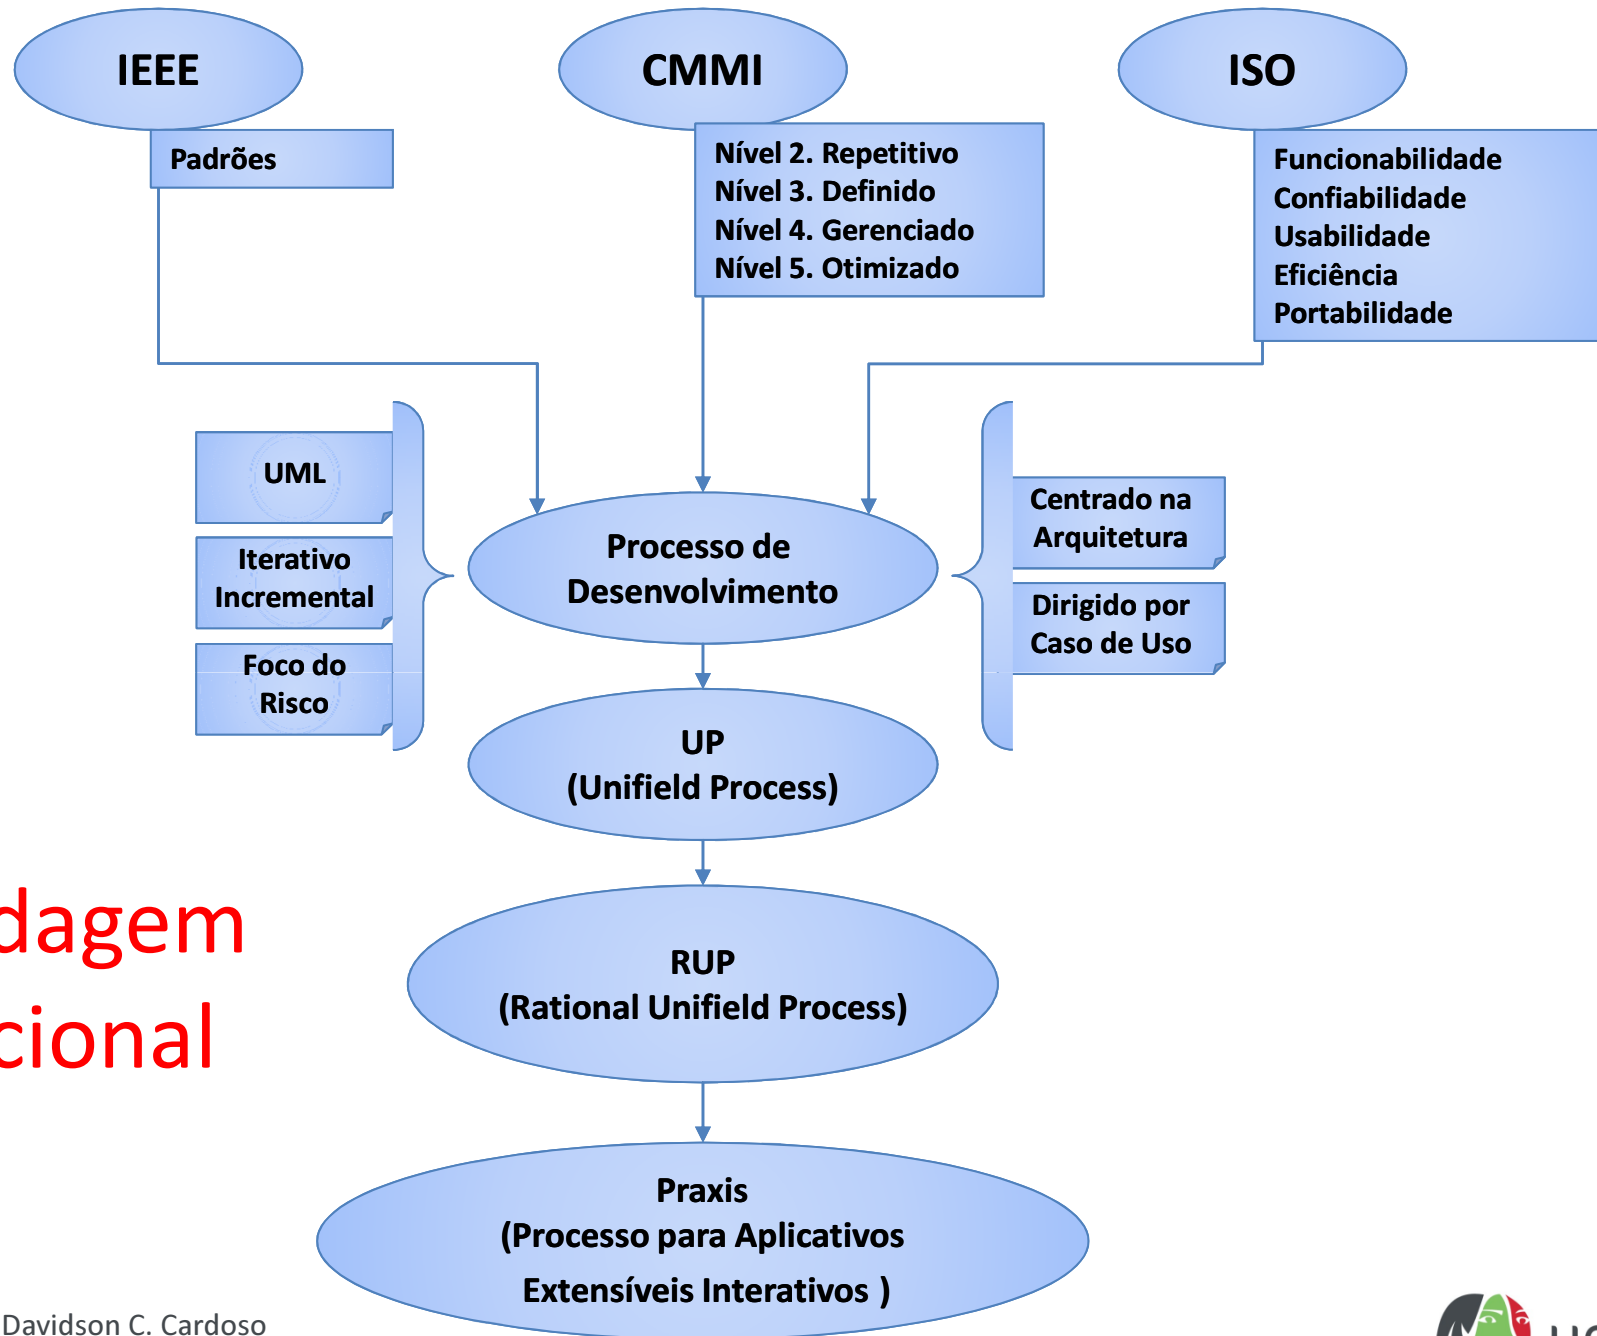 IEEE
CMMI
ISO
Padrões
Nível 2. Repetitivo
Nível 3. Definido
Nível 4. Gerenciado
Nível 5. Otimizado
Funcionabilidade
Confiabilidade
Usabilidade
Eficiência
Portabilidade
UML
Iterativo
Incremental
Foco do
Risco
Processo de
Desenvolvimento
Centrado na
Arquitetura
Dirigido por
Caso de Uso
UP
(Unifield Process)
dagem
cional
RUP
(Rational Unifield Process)
Praxis
(Processo para Aplicativos
Extensíveis Interativos )
Davidson C. Cardoso